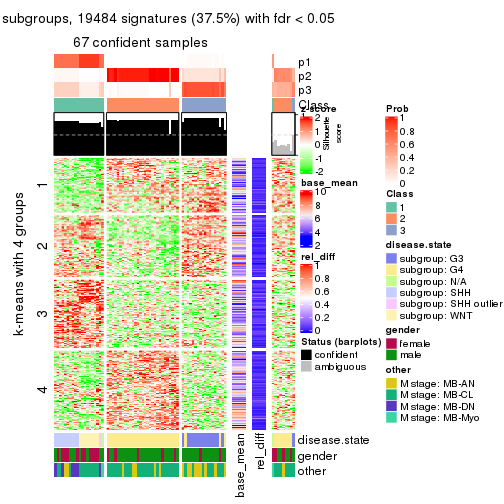 subgroups, 19484 signatures (37.5%) with fdr < 0.05
67 confident samples
p1
p2
p3
Class
Silhouette
score
k-means with 4 groups
1
2
3
4
disease.state
gender
other
base_mean
rel_diff
z-score
2
1
0
-1
-2
base_mean
10
8
6
4
2
rel_diff
1
0.8
0.6
0.4
0.2
0
Status (barplots)
confident
ambiguous
Prob
1
0.8
0.6
0.4
0.2
0
Class
1
2
3
disease.state
subgroup: G3
subgroup: G4
subgroup: N/A
subgroup: SHH
subgroup: SHH outlier
subgroup: WNT
gender
female
male
other
M stage: MB-AN
M stage: MB-CL
M stage: MB-DN
M stage: MB-Myo